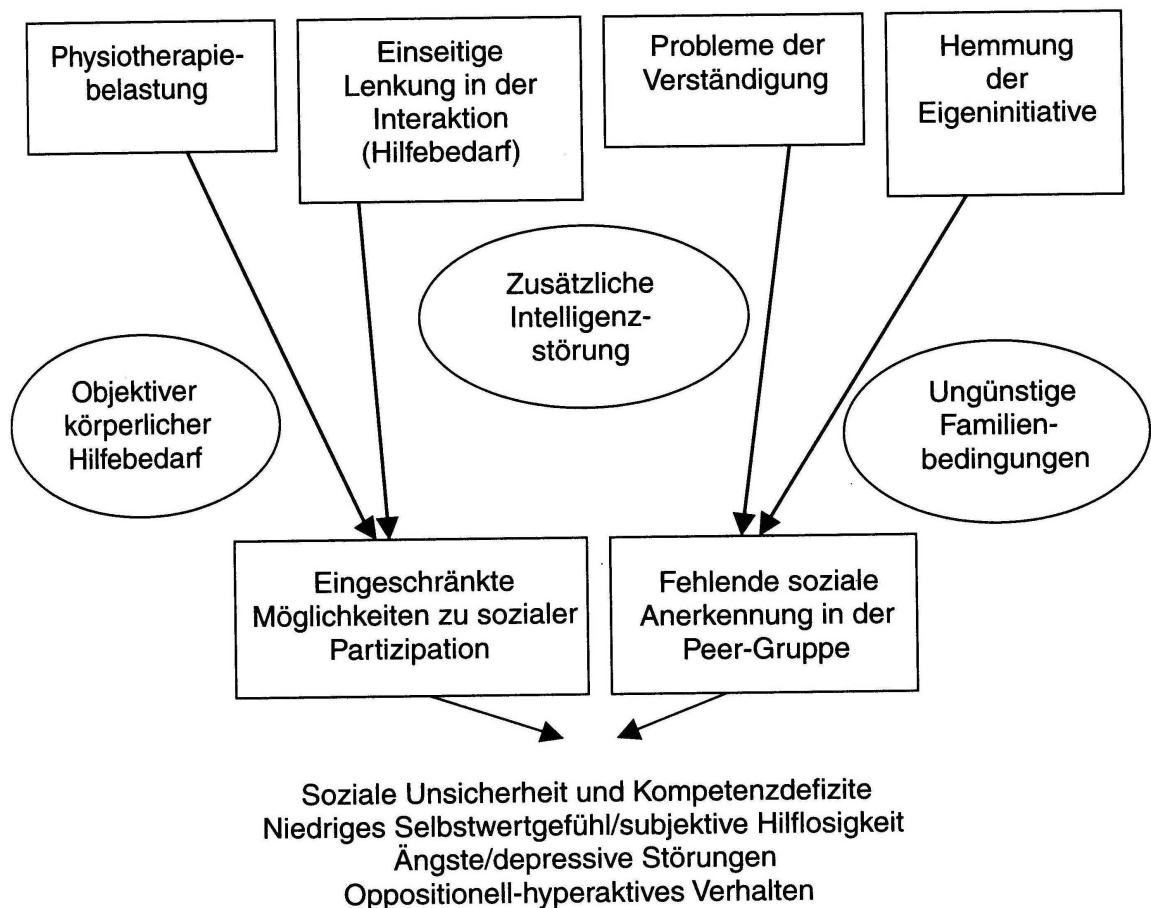 Physiotherapie-
belastung
Einseitige
Lenkung in der
Interaktion
(Hilfebedarf)
Probleme der
Verständigung
Hemmung
der
Eigeninitiative
Zusätzliche
Intelligenz-
störung
Objektiver
körperlicher
Hilfebedarf
Ungünstige
Familien-
bedingungen
Eingeschränkte
Möglichkeiten zu sozialer
Partizipation
Fehlende soziale
Anerkennung in der
Peer-Gruppe
Soziale Unsicherheit und Kompetenzdefizite
Niedriges Selbstwertgefühl/subjektive Hilflosigkeit
Ängste/depressive Störungen
Oppositionell-hyperaktives Verhalten